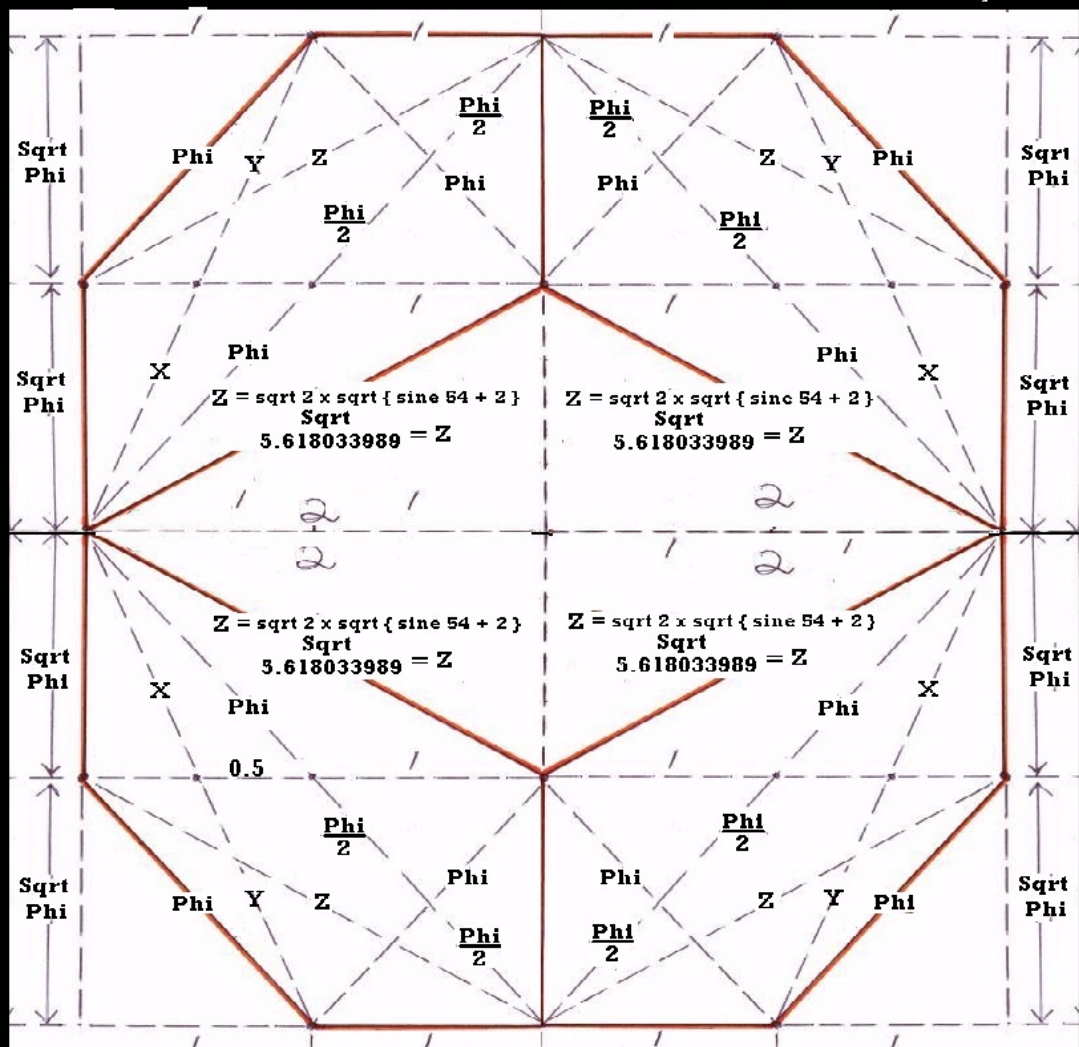 / / / /
Sqrt
Phi
Phi
Y
Z
Phi
2
Phi
Phi
2
Phi
2
Phi
Phi
2
Z
Y
Phi
Sqrt
Phi
/ /
Sqrt
Phi
X
Phi
Phi
X
Sqrt
Phi
Z = sqrt 2 x sqrt { sine 54 + 2 }
Sqrt
5.618033989 = Z
Z = sqrt 2 x sqrt { sine 54 + 2 }
Sqrt
5.618033989 = Z
/ 2 / 2
2 / 2 /
Z = sqrt 2 x sqrt { sine 54 + 2 }
Sqrt
5.618033989 = Z
Z = sqrt 2 x sqrt { sine 54 + 2 }
Sqrt
5.618033989 = Z
Sqrt
Phi
X
Phi
Phi
X
Sqrt
Phi
0.5 / /
Sqrt
Phi
Phi
Y
Z
Phi
2
Phi
Phi
2
Phi
Phi
2
Phi
2
Z
Y
Phi
Sqrt
Phi
/ / / /